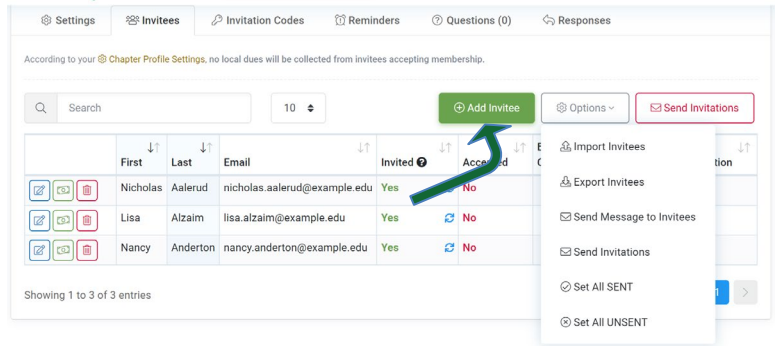 Settings Invitees Invitation Codes Reminders Questions (0) Responses
According to your Chapter Profile Settings, no local dues will be collected from invitees accepting membership.
Search 10 Add Invitee Options Send Invitations
First Last Email Invited Accepted
Nicholas Aalerud nicholas.aalerud@example.edu Yes No
Lisa Alzaim lisa.alzaim@example.edu Yes No
Nancy Anderton nancy.anderton@example.edu Yes No
Import Invitees
Export Invitees
Send Message to Invitees
Send Invitations
Set All SENT
Set All UNSENT
Showing 1 to 3 of 3 entries 1